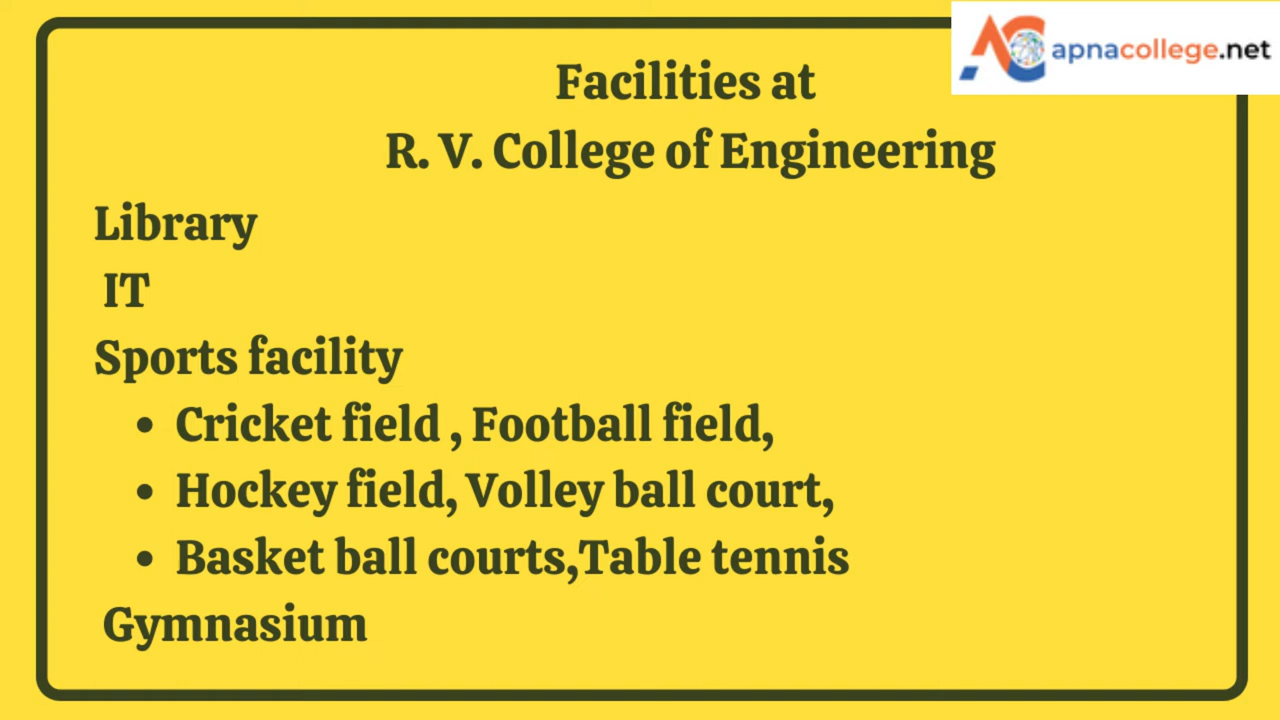 apnacollege.net
Facilities at
R. V. College of Engineering
Library
IT
Sports facility
• Cricket field , Football field,
• Hockey field, Volley ball court,
• Basket ball courts,Table tennis
Gymnasium